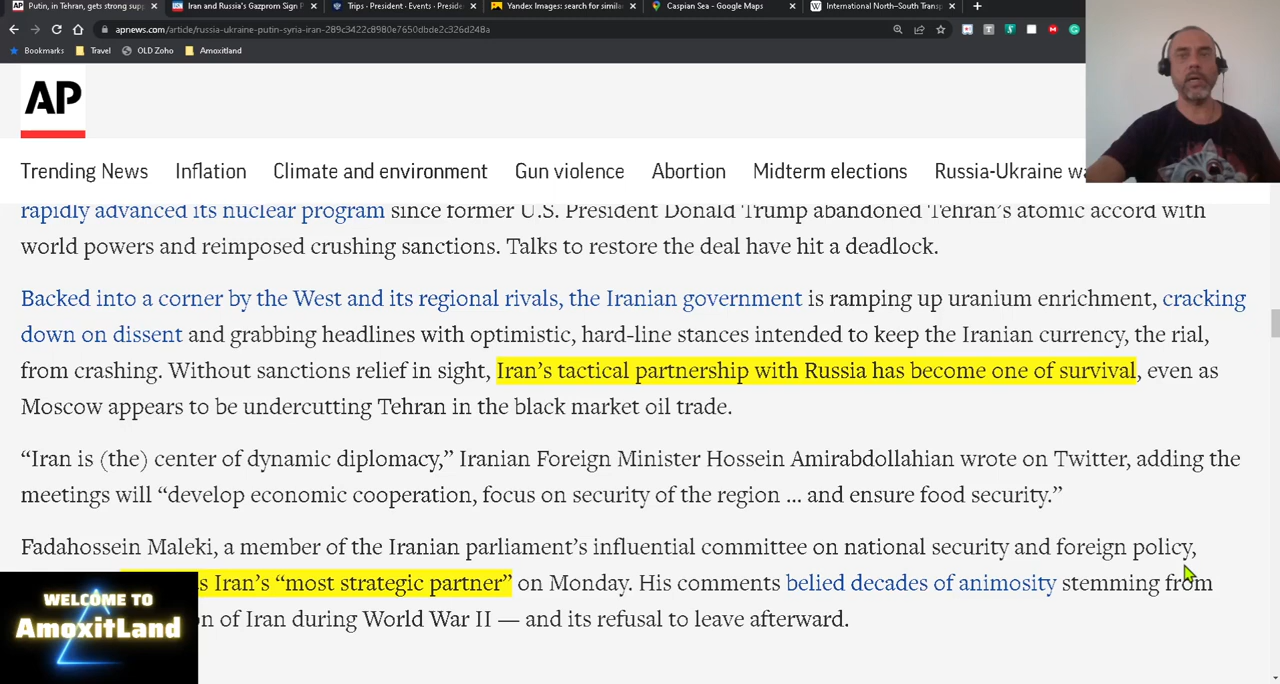 Putin, in Tehran, gets strong supp
Iran and Russia's Gazprom Sign P
Trips • President • Events • Preside
Yandex Images: search for simila
Caspian Sea - Google Maps
International North–South Transp
apnews.com/article/russia-ukraine-putin-syria-iran-289c3422c8980e7650dbde2c326d248a
Bookmarks Travel OLD Zoho Amoxitland
AP
Trending News Inflation Climate and environment Gun violence Abortion Midterm elections Russia-Ukraine wa
rapidly advanced its nuclear program since former U.S. President Donald Trump abandoned Tehran's atomic accord with
world powers and reimposed crushing sanctions. Talks to restore the deal have hit a deadlock.
Backed into a corner by the West and its regional rivals, the Iranian government is ramping up uranium enrichment, cracking
down on dissent and grabbing headlines with optimistic, hard-line stances intended to keep the Iranian currency, the rial,
from crashing. Without sanctions relief in sight, Iran's tactical partnership with Russia has become one of survival, even as
Moscow appears to be undercutting Tehran in the black market oil trade.
“Iran is (the) center of dynamic diplomacy,” Iranian Foreign Minister Hossein Amirabdollahian wrote on Twitter, adding the
meetings will “develop economic cooperation, focus on security of the region ... and ensure food security.”
Fadahossein Maleki, a member of the Iranian parliament's influential committee on national security and foreign policy,
s Iran's “most strategic partner” on Monday. His comments belied decades of animosity stemming from
on of Iran during World War II — and its refusal to leave afterward.
WELCOME TO
AmoxitLand